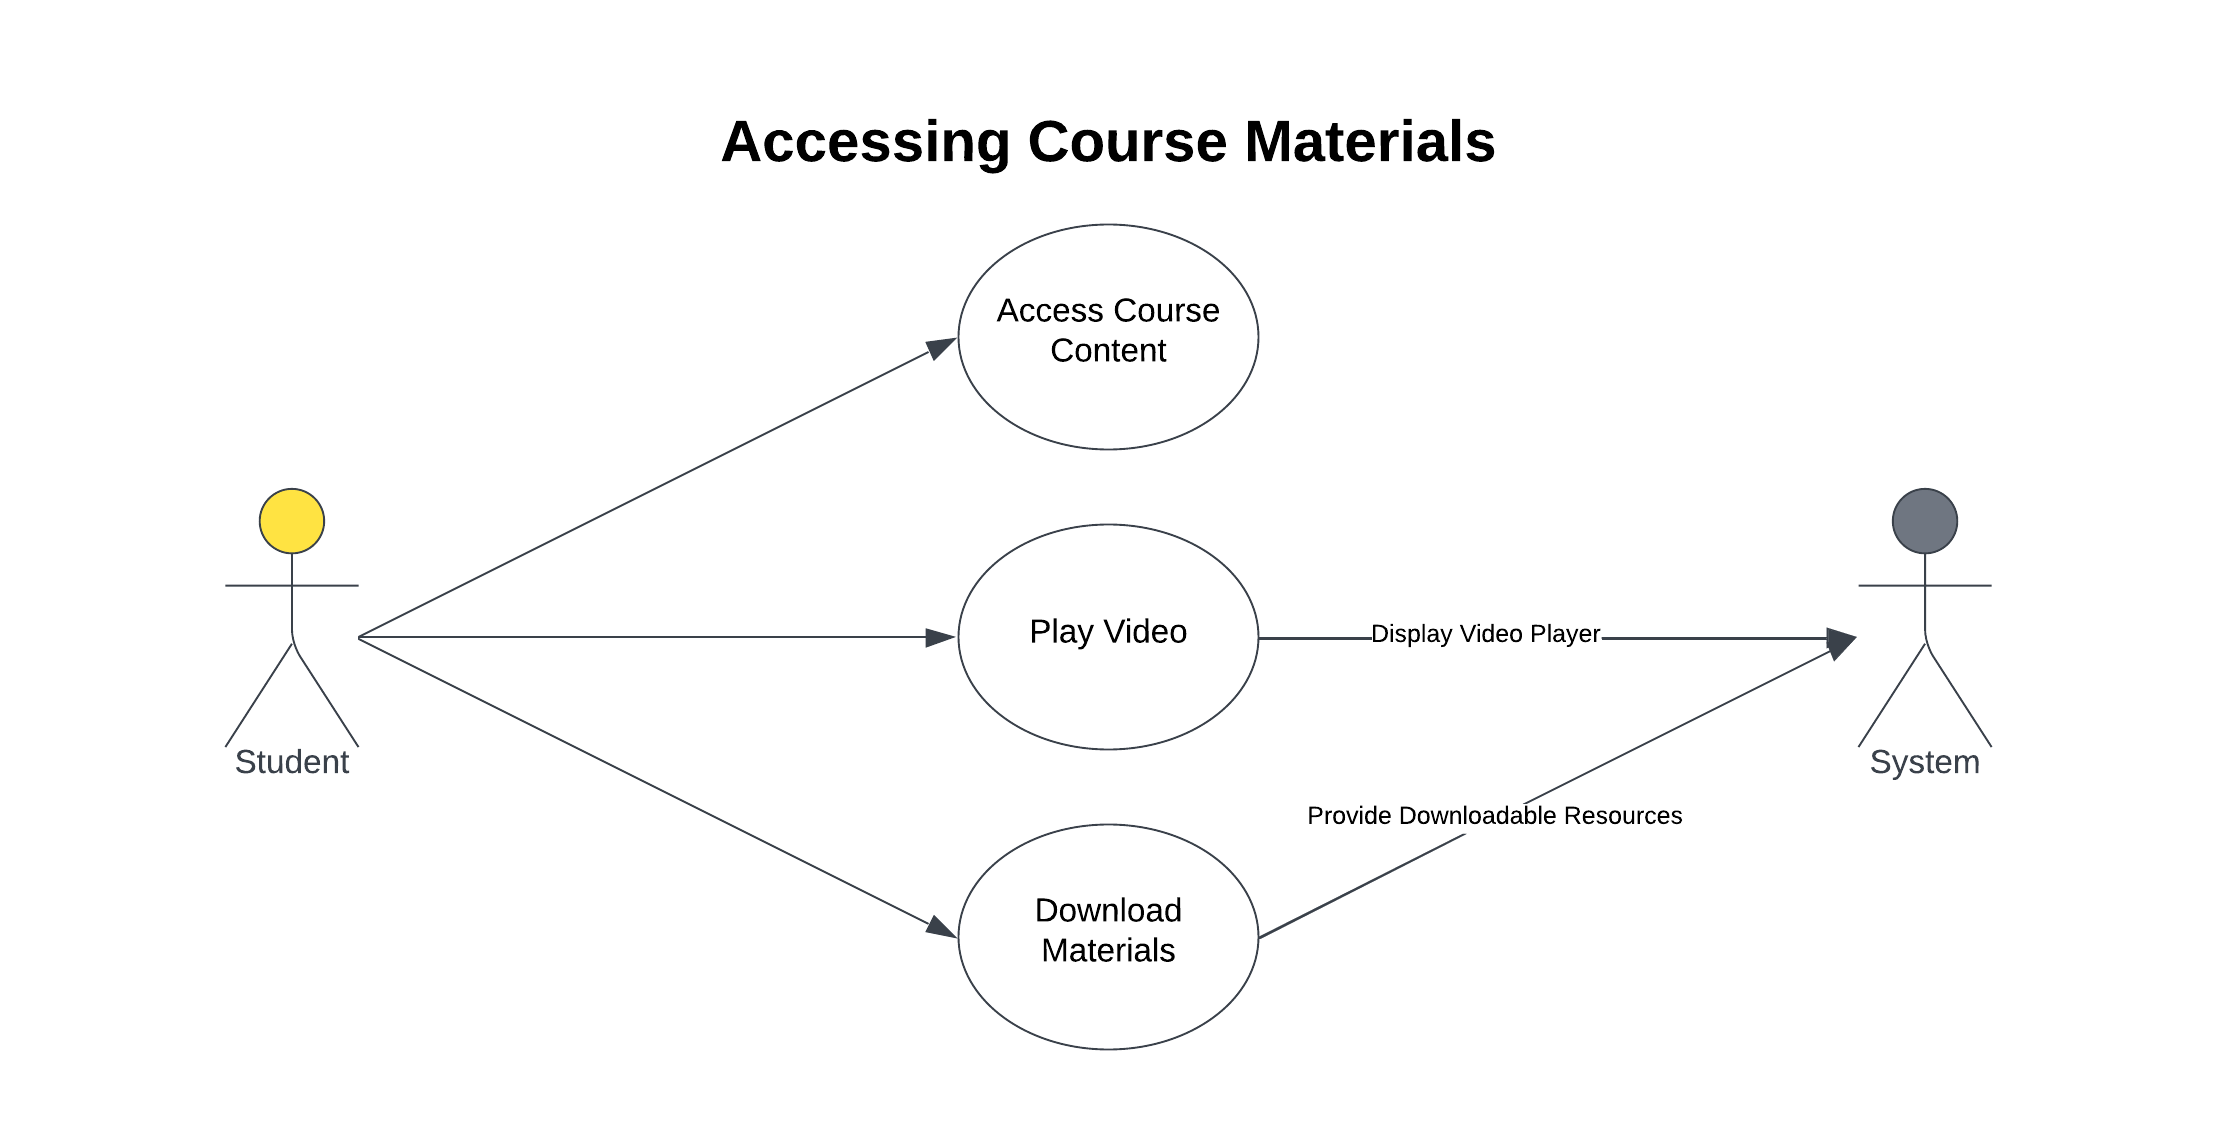 Accessing Course Materials
Access Course
Content
Play Video
Display Video Player
Student
System
Provide Downloadable Resources
Download
Materials